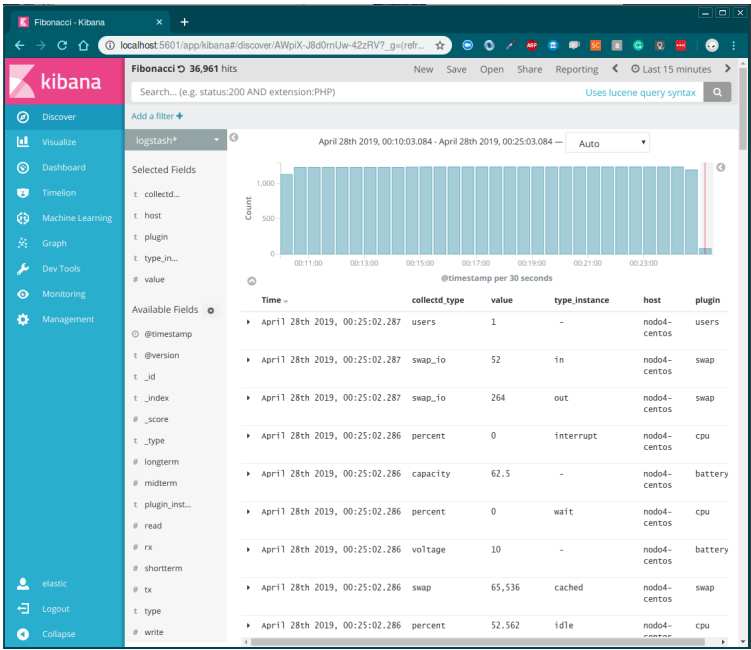 Fibonacci - Kibana
localhost:5601/app/kibana#/discover/AWpiX-J8d0rnUw-42zRV?_g=(refr...
kibana
Discover
Visualize
Dashboard
Timelion
Machine Learning
Graph
Dev Tools
Monitoring
Management
elastic
Logout
Collapse
Fibonacci 36,961 hits
New Save Open Share Reporting Last 15 minutes
Search... (e.g. status:200 AND extension:PHP) Uses lucene query syntax
Add a filter +
logstash*
Selected Fields
t collectd...
t host
t plugin
t type_in...
# value
Available Fields
@timestamp
t @version
t _id
t _index
# _score
t _type
# longterm
# midterm
t plugin_inst...
# read
# rx
# shortterm
# tx
t type
# write
April 28th 2019, 00:10:03.084 - April 28th 2019, 00:25:03.084 — Auto
Count
1,000
500
0
00:11:00 00:13:00 00:15:00 00:17:00 00:19:00 00:21:00 00:23:00
@timestamp per 30 seconds
Time collectd_type value type_instance host plugin
April 28th 2019, 00:25:02.287 users 1 - nodo4-centos users
April 28th 2019, 00:25:02.287 swap_io 52 in nodo4-centos swap
April 28th 2019, 00:25:02.287 swap_io 264 out nodo4-centos swap
April 28th 2019, 00:25:02.286 percent 0 interrupt nodo4-centos cpu
April 28th 2019, 00:25:02.286 capacity 62.5 - nodo4-centos battery
April 28th 2019, 00:25:02.286 percent 0 wait nodo4-centos cpu
April 28th 2019, 00:25:02.286 voltage 10 - nodo4-centos battery
April 28th 2019, 00:25:02.286 swap 65,536 cached nodo4-centos swap
April 28th 2019, 00:25:02.286 percent 52.562 idle nodo4-centos cpu